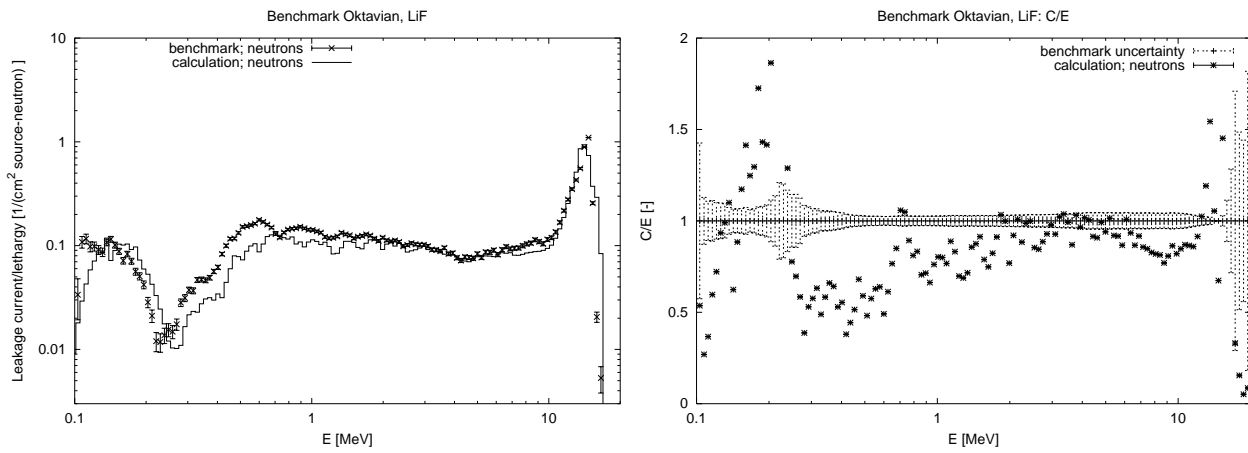 Benchmark Oktavian, LiF
10
1
0.1
0.01
Leakage current/lethargy [1/(cm² source-neutron) ]
benchmark; neutrons
calculation; neutrons
0.1
1
10
E [MeV]
Benchmark Oktavian, LiF: C/E
2
1.5
1
0.5
0
C/E [-]
benchmark uncertainty
calculation; neutrons
0.1
1
10
E [MeV]